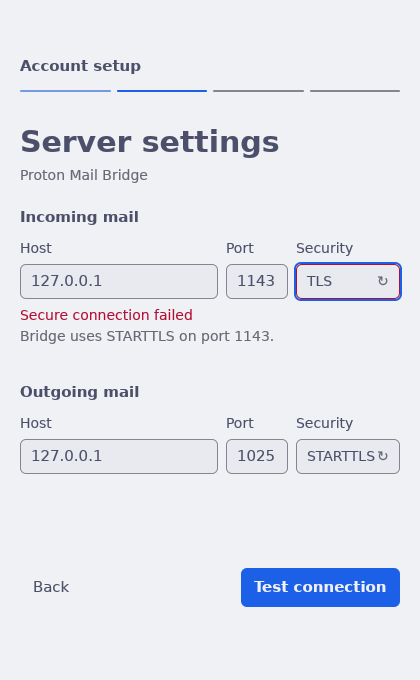 Account setup
Server settings
Proton Mail Bridge
Incoming mail
Host Port Security
127.0.0.1 1143 TLS ↻
Secure connection failed
Bridge uses STARTTLS on port 1143.
Outgoing mail
Host Port Security
127.0.0.1 1025 STARTTLS ↻
Back Test connection